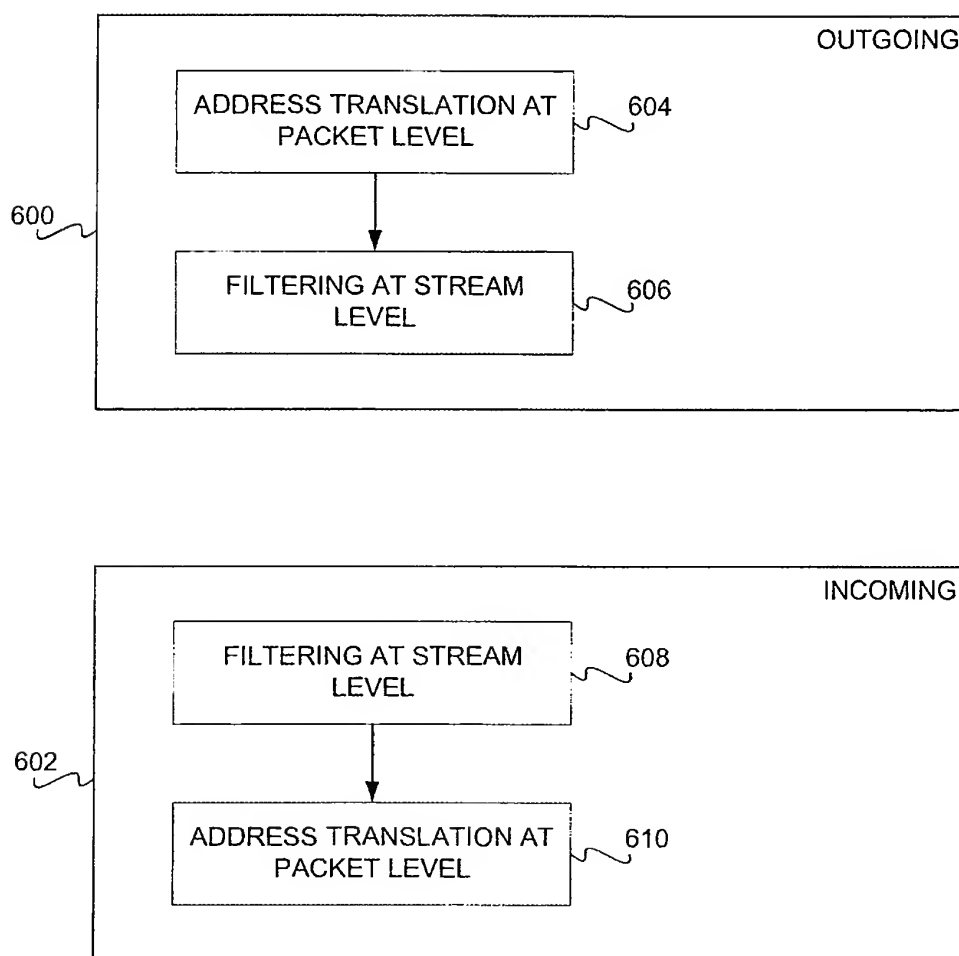 OUTGOING
ADDRESS TRANSLATION AT
PACKET LEVEL
604
600
FILTERING AT STREAM
LEVEL
606
INCOMING
FILTERING AT STREAM
LEVEL
608
602
ADDRESS TRANSLATION AT
PACKET LEVEL
610